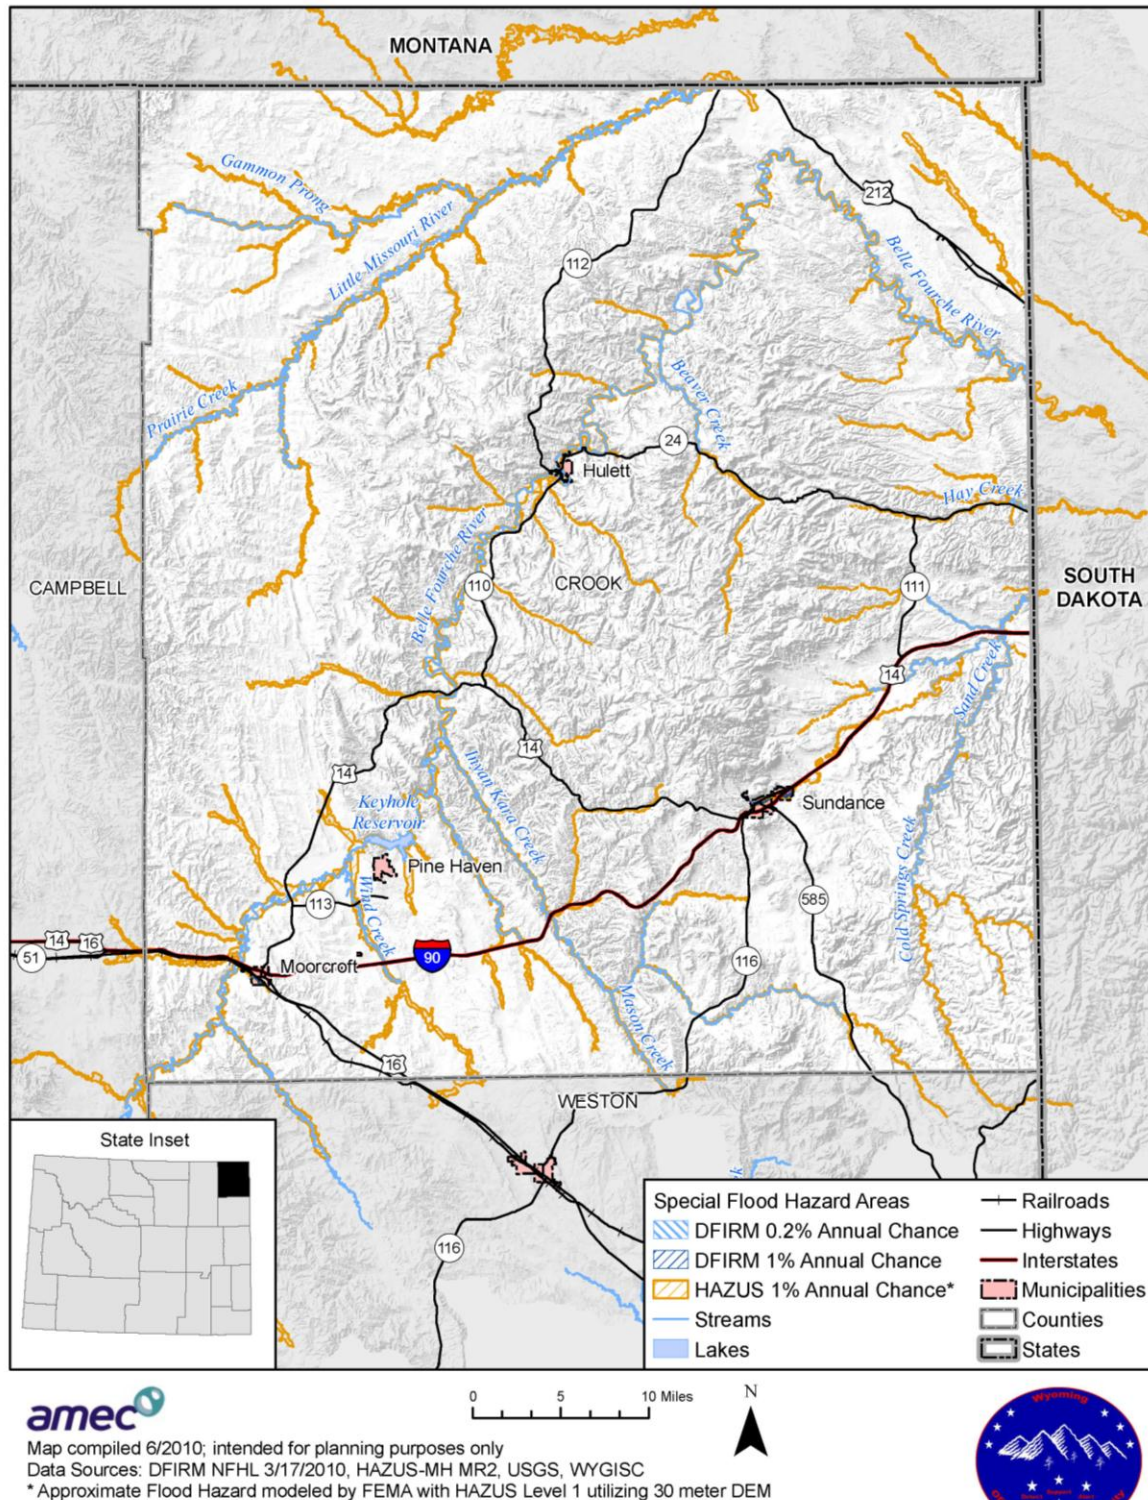 MONTANA
Gammon Prong
Little Missouri River
212
112
Belle Fourche River
Prairie Creek
Beaver Creek
24
Hulett
Hay Creek
Belle Fourche River
CAMPBELL
110
CROOK
111
SOUTH
DAKOTA
14
Sand Creek
14
14
Inyan Kara Creek
Keyhole
Reservoir
Sundance
Pine Haven
Cold Springs Creek
113
Wind Creek
585
14
16
51
90
116
Moorcroft
Mason Creek
16
WESTON
116
State Inset
Special Flood Hazard Areas
DFIRM 0.2% Annual Chance
DFIRM 1% Annual Chance
HAZUS 1% Annual Chance*
Streams
Lakes
Railroads
Highways
Interstates
Municipalities
Counties
States
amec
0 5 10 Miles
N
Wyoming
Map compiled 6/2010; intended for planning purposes only
Data Sources: DFIRM NFHL 3/17/2010, HAZUS-MH MR2, USGS, WYGISC
* Approximate Flood Hazard modeled by FEMA with HAZUS Level 1 utilizing 30 meter DEM